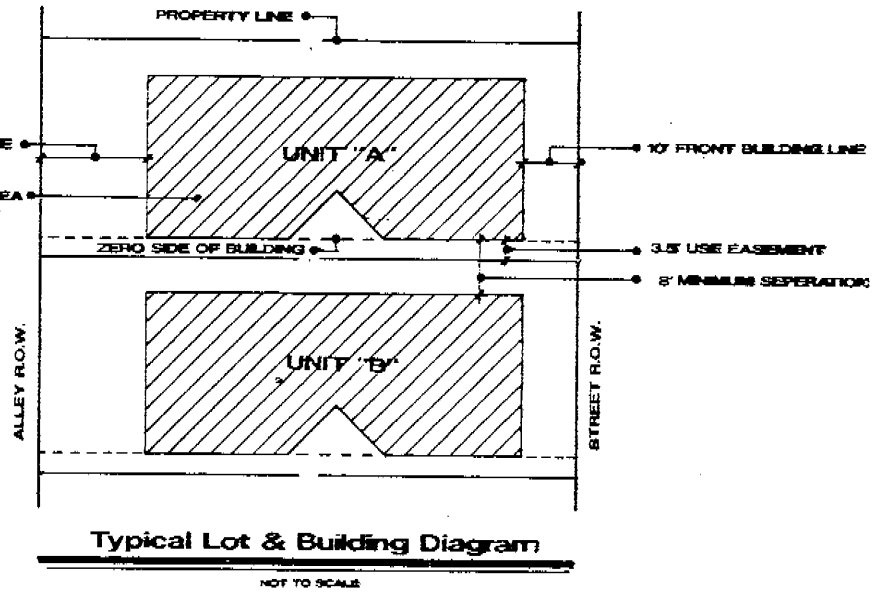 PROPERTY LINE
E
UNIT "A"
10' FRONT BUILDING LINE
EA
ZERO SIDE OF BUILDING
3.5' USE EASEMENT
8' MINIMUM SEPERATION
UNIT "B"
ALLEY R.O.W.
STREET R.O.W.
Typical Lot & Building Diagram
NOT TO SCALE